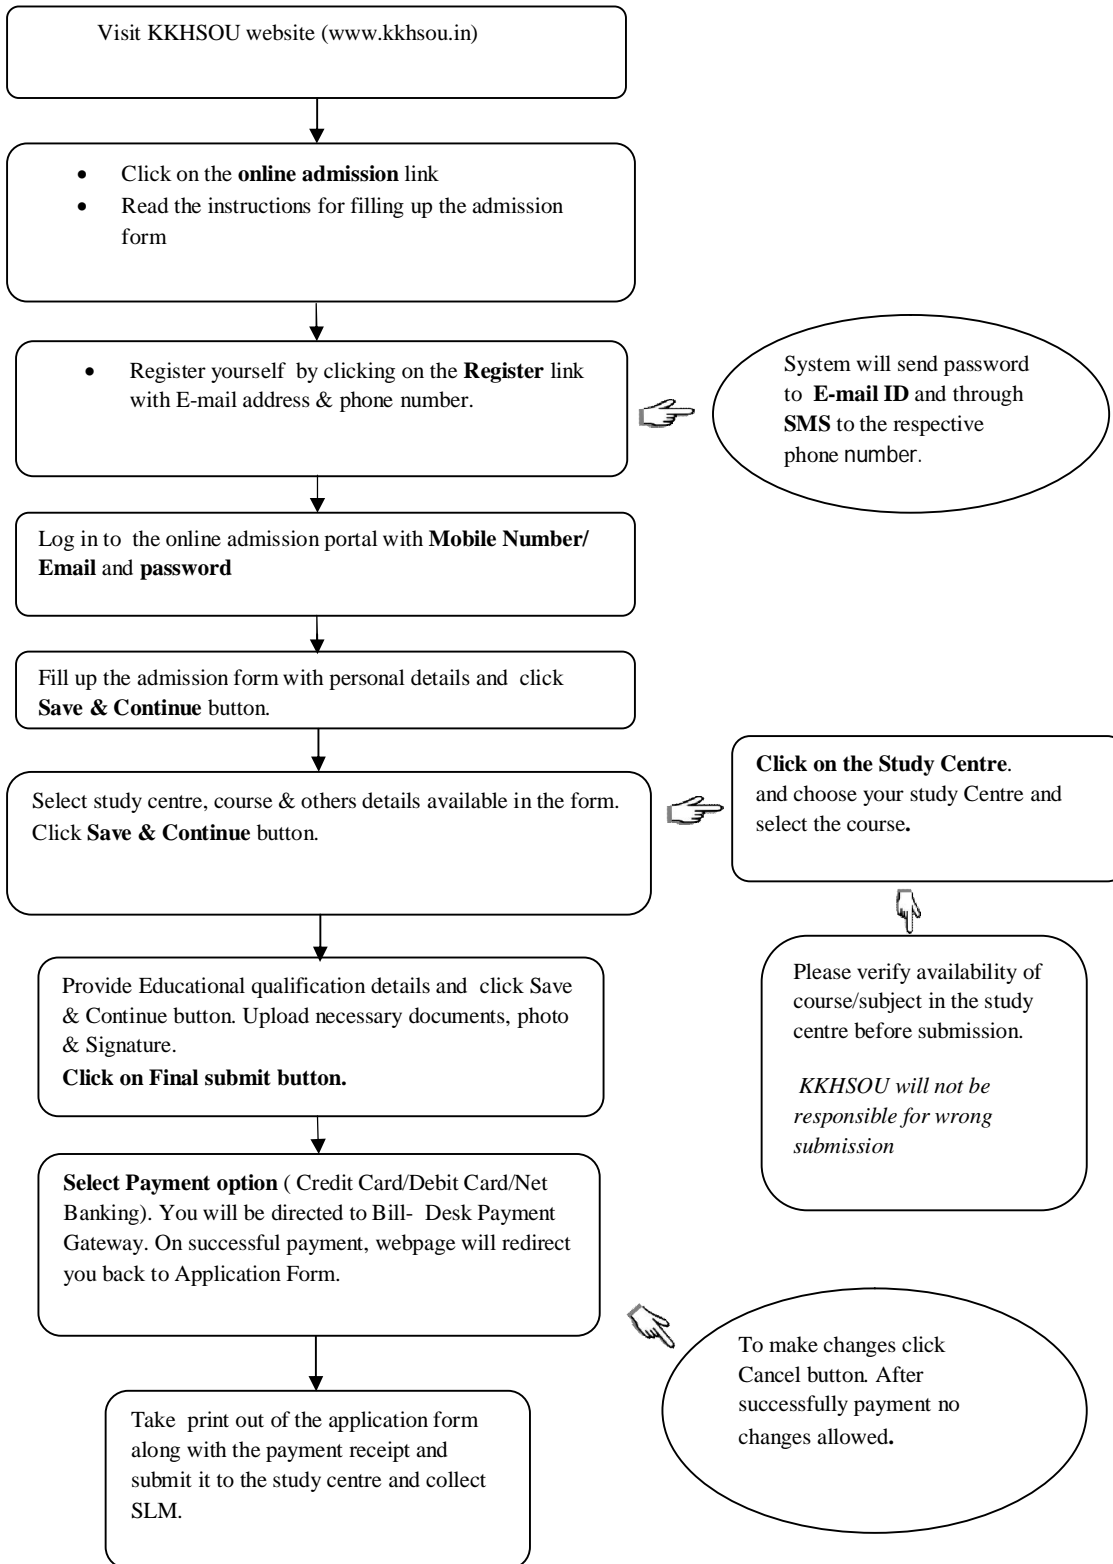 Visit KKHSOU website (www.kkhsou.in)
• Click on the online admission link
• Read the instructions for filling up the admission
form
• Register yourself by clicking on the Register link
with E-mail address & phone number.
System will send password
to E-mail ID and through
SMS to the respective
phone number.
Log in to the online admission portal with Mobile Number/
Email and password
Fill up the admission form with personal details and click
Save & Continue button.
Select study centre, course & others details available in the form.
Click Save & Continue button.
Click on the Study Centre.
and choose your study Centre and
select the course.
Please verify availability of
course/subject in the study
centre before submission.
KKHSOU will not be
responsible for wrong
submission
Provide Educational qualification details and click Save
& Continue button. Upload necessary documents, photo
& Signature.
Click on Final submit button.
Select Payment option ( Credit Card/Debit Card/Net
Banking). You will be directed to Bill- Desk Payment
Gateway. On successful payment, webpage will redirect
you back to Application Form.
To make changes click
Cancel button. After
successfully payment no
changes allowed.
Take print out of the application form
along with the payment receipt and
submit it to the study centre and collect
SLM.